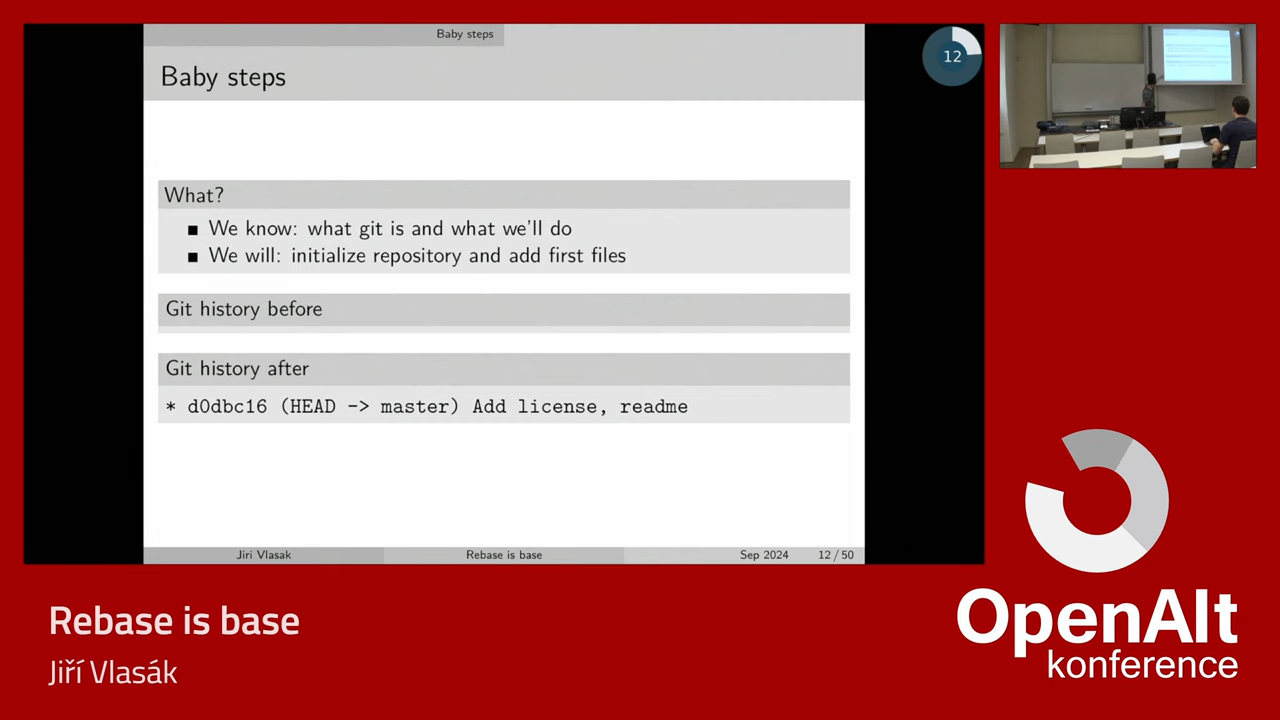 Baby steps
12
Baby steps
What?
We know: what git is and what we'll do
We will: initialize repository and add first files
Git history before
Git history after
* d0dbc16 (HEAD -> master) Add license, readme
Jiri Vlasak
Rebase is base
Sep 2024
12 / 50
Rebase is base
Jiří Vlasák
OpenAlt
konference